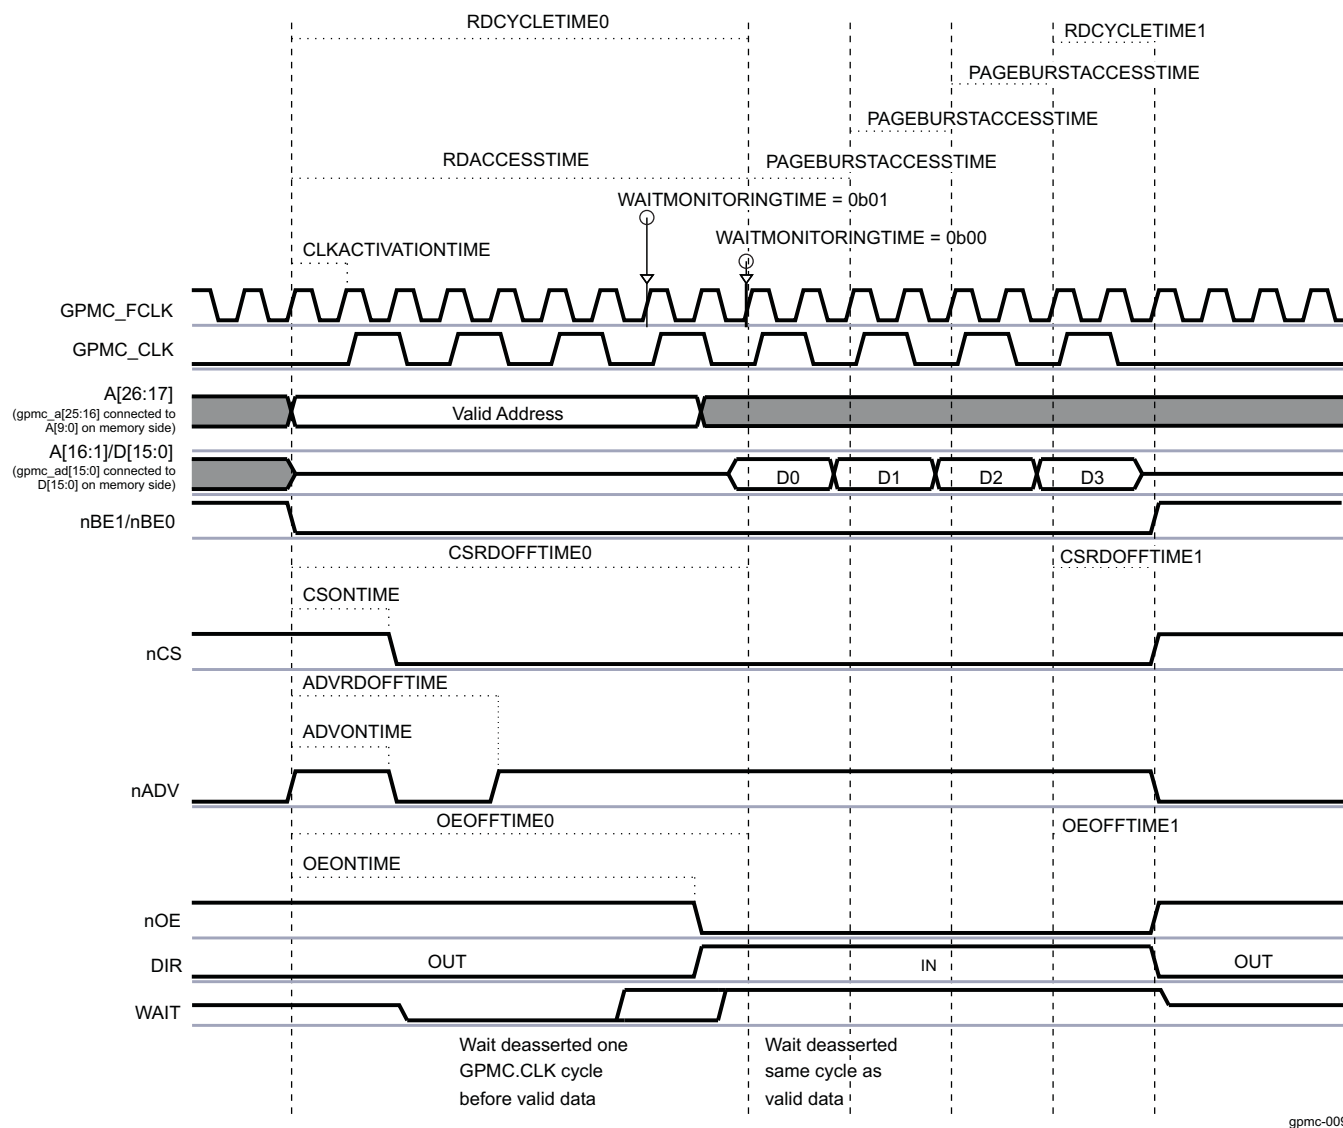 RDCYCLETIME0
RDCYCLETIME1
PAGEBURSTACCESSTIME
PAGEBURSTACCESSTIME
RDACCESSTIME
PAGEBURSTACCESSTIME
WAITMONITORINGTIME = 0b01
WAITMONITORINGTIME = 0b00
CLKACTIVATIONTIME
GPMC_FCLK
GPMC_CLK
A[26:17]
(gpmc_a[25:16] connected to
A[9:0] on memory side)
Valid Address
A[16:1]/D[15:0]
(gpmc_ad[15:0] connected to
D[15:0] on memory side)
D0
D1
D2
D3
nBE1/nBE0
CSRDOFFTIME0
CSRDOFFTIME1
CSONTIME
nCS
ADVRDOFFTIME
ADVONTIME
nADV
OEOFFTIME0
OEOFFTIME1
OEONTIME
nOE
DIR
OUT
IN
OUT
WAIT
Wait deasserted one
GPMC.CLK cycle
before valid data
Wait deasserted
same cycle as
valid data
gpmc-009